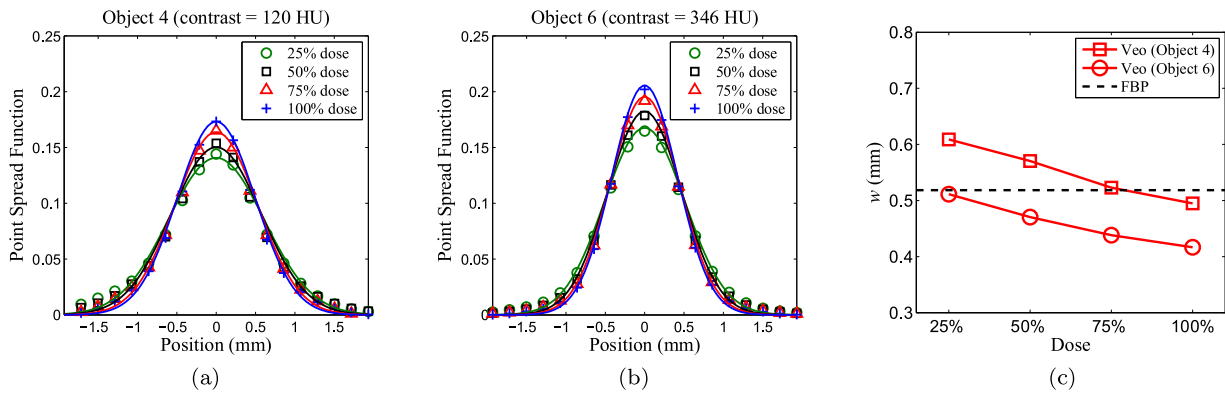 Object 4 (contrast = 120 HU)
0.25
0.2
0.15
0.1
0.05
0
Point Spread Function
25% dose
50% dose
75% dose
100% dose
−1.5 −1 −0.5 0 0.5 1 1.5
Position (mm)
(a)
Object 6 (contrast = 346 HU)
0.25
0.2
0.15
0.1
0.05
0
Point Spread Function
25% dose
50% dose
75% dose
100% dose
−1.5 −1 −0.5 0 0.5 1 1.5
Position (mm)
(b)
0.8
0.7
0.6
0.5
0.4
0.3
w (mm)
Veo (Object 4)
Veo (Object 6)
FBP
25% 50% 75% 100%
Dose
(c)